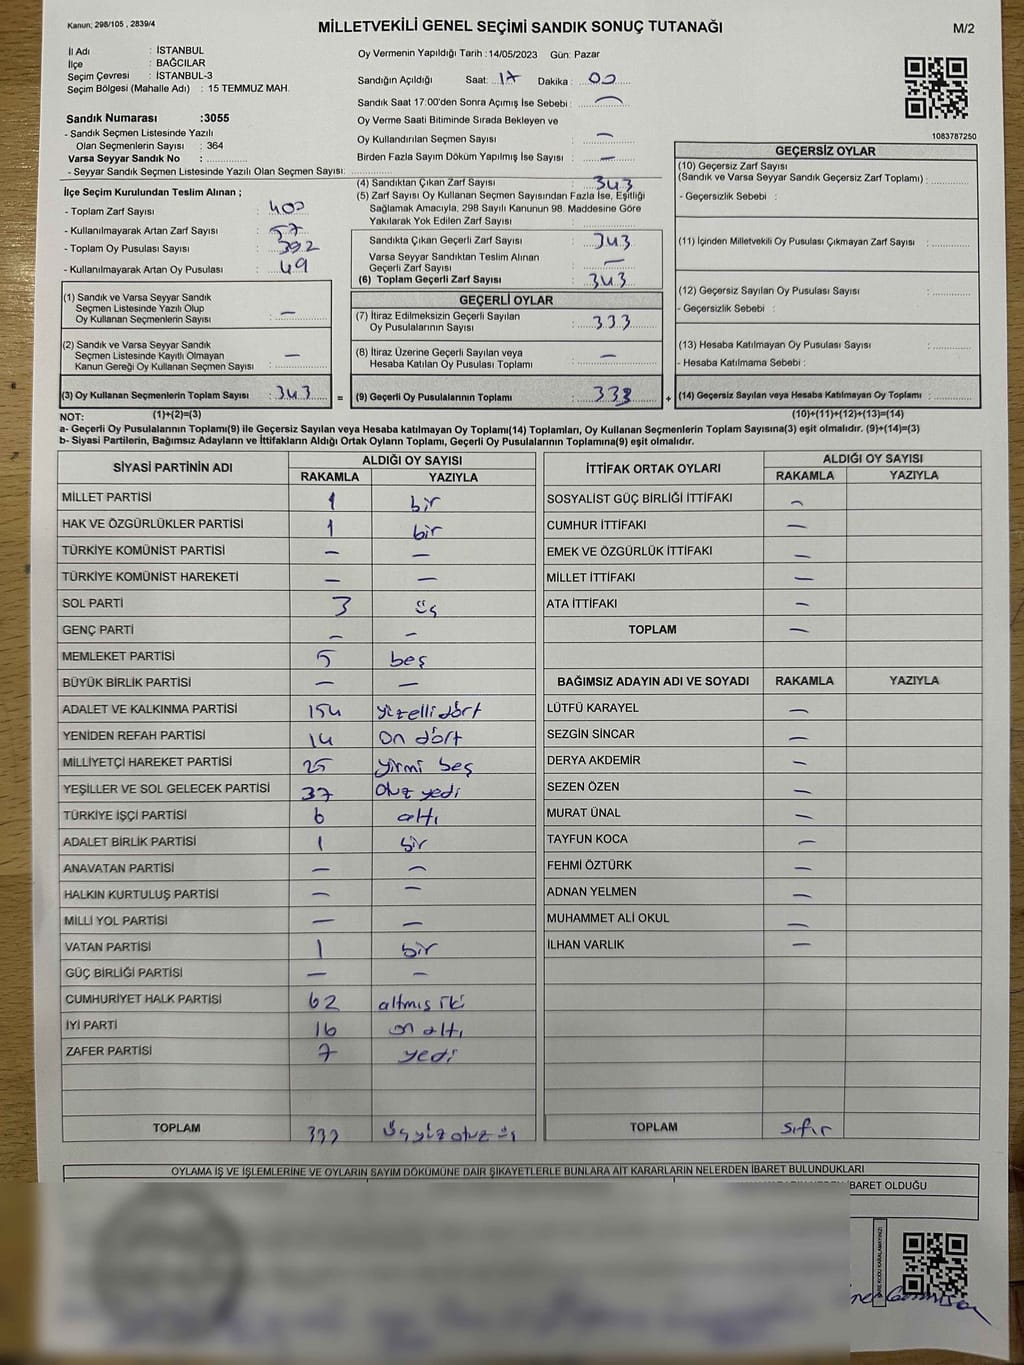 Kanun; 298/105 , 2839/4
MİLLETVEKİLİ GENEL SEÇİMİ SANDIK SONUÇ TUTANAĞI
M/2
İl Adı : İSTANBUL
İlçe : BAĞCILAR
Seçim Çevresi : İSTANBUL-3
Seçim Bölgesi (Mahalle Adı) : 15 TEMMUZ MAH.
Sandık Numarası :3055
- Sandık Seçmen Listesinde Yazılı
Olan Seçmenlerin Sayısı : 364
Varsa Seyyar Sandık No :
- Seyyar Sandık Seçmen Listesinde Yazılı Olan Seçmen Sayısı:
İlçe Seçim Kurulundan Teslim Alınan ;
- Toplam Zarf Sayısı : 400
- Kullanılmayarak Artan Zarf Sayısı : 57
- Toplam Oy Pusulası Sayısı : 392
- Kullanılmayarak Artan Oy Pusulası : 49
Oy Vermenin Yapıldığı Tarih :14/05/2023 Gün: Pazar
Sandığın Açıldığı Saat: 17 Dakika : 00
Sandık Saat 17:00'den Sonra Açımış İse Sebebi : —
Oy Verme Saati Bitiminde Sırada Bekleyen ve
Oy Kullandırılan Seçmen Sayısı : —
Birden Fazla Sayım Döküm Yapılmış İse Sayısı : —
(4) Sandıktan Çıkan Zarf Sayısı : 343
(5) Zarf Sayısı Oy Kullanan Seçmen Sayısından Fazla İse, Eşitliği
Sağlamak Amacıyla, 298 Sayılı Kanunun 98. Maddesine Göre
Yakılarak Yok Edilen Zarf Sayısı :
Sandıkta Çıkan Geçerli Zarf Sayısı : 343
Varsa Seyyar Sandıktan Teslim Alınan
Geçerli Zarf Sayısı : —
(6) Toplam Geçerli Zarf Sayısı : 343
1083787250
GEÇERSİZ OYLAR
(10) Geçersiz Zarf Sayısı
(Sandık ve Varsa Seyyar Sandık Geçersiz Zarf Toplamı) :
- Geçersizlik Sebebi :
(11) İçinden Milletvekili Oy Pusulası Çıkmayan Zarf Sayısı :
(12) Geçersiz Sayılan Oy Pusulası Sayısı :
- Geçersizlik Sebebi :
(13) Hesaba Katılmayan Oy Pusulası Sayısı :
- Hesaba Katılmama Sebebi :
(14) Geçersiz Sayılan veya Hesaba Katılmayan Oy Toplamı :
(10)+(11)+(12)+(13)=(14)
(1) Sandık ve Varsa Seyyar Sandık
Seçmen Listesinde Yazılı Olup
Oy Kullanan Seçmenlerin Sayısı : —
(2) Sandık ve Varsa Seyyar Sandık
Seçmen Listesinde Kayıtlı Olmayan
Kanun Gereği Oy Kullanan Seçmen Sayısı : —
(3) Oy Kullanan Seçmenlerin Toplam Sayısı : 343 =
GEÇERLİ OYLAR
(7) İtiraz Edilmeksizin Geçerli Sayılan
Oy Pusulalarının Sayısı : 333
(8) İtiraz Üzerine Geçerli Sayılan veya
Hesaba Katılan Oy Pusulası Toplamı : —
(9) Geçerli Oy Pusulalarının Toplamı : 333 +
NOT: (1)+(2)=(3)
a- Geçerli Oy Pusulalarının Toplamı(9) ile Geçersiz Sayılan veya Hesaba katılmayan Oy Toplamı(14) Toplamları, Oy Kullanan Seçmenlerin Toplam Sayısına(3) eşit olmalıdır. (9)+(14)=(3)
b- Siyasi Partilerin, Bağımsız Adayların ve İttifakların Aldığı Ortak Oyların Toplamı, Geçerli Oy Pusulalarının Toplamına(9) eşit olmalıdır.
SİYASİ PARTİNİN ADI ALDIĞI OY SAYISI
RAKAMLA YAZIYLA
MİLLET PARTİSİ 1 bir
HAK VE ÖZGÜRLÜKLER PARTİSİ 1 bir
TÜRKİYE KOMÜNİST PARTİSİ — —
TÜRKİYE KOMÜNİST HAREKETİ — —
SOL PARTİ 3 üç
GENÇ PARTİ — —
MEMLEKET PARTİSİ 5 beş
BÜYÜK BİRLİK PARTİSİ — —
ADALET VE KALKINMA PARTİSİ 154 yüzelli dört
YENİDEN REFAH PARTİSİ 14 on dört
MİLLİYETÇİ HAREKET PARTİSİ 25 yirmi beş
YEŞİLLER VE SOL GELECEK PARTİSİ 37 otuz yedi
TÜRKİYE İŞÇİ PARTİSİ 6 altı
ADALET BİRLİK PARTİSİ 1 bir
ANAVATAN PARTİSİ — —
HALKIN KURTULUŞ PARTİSİ — —
MİLLİ YOL PARTİSİ — —
VATAN PARTİSİ 1 bir
GÜÇ BİRLİĞİ PARTİSİ — —
CUMHURİYET HALK PARTİSİ 62 altmış iki
İYİ PARTİ 16 on altı
ZAFER PARTİSİ 7 yedi
TOPLAM 333 üç yüz otuz üç
İTTİFAK ORTAK OYLARI ALDIĞI OY SAYISI
RAKAMLA YAZIYLA
SOSYALİST GÜÇ BİRLİĞİ İTTİFAKI —
CUMHUR İTTİFAKI —
EMEK VE ÖZGÜRLÜK İTTİFAKI —
MİLLET İTTİFAKI —
ATA İTTİFAKI —
TOPLAM —
BAĞIMSIZ ADAYIN ADI VE SOYADI RAKAMLA YAZIYLA
LÜTFÜ KARAYEL —
SEZGİN SİNCAR —
DERYA AKDEMİR —
SEZEN ÖZEN —
MURAT ÜNAL —
TAYFUN KOCA —
FEHMİ ÖZTÜRK —
ADNAN YELMEN —
MUHAMMET ALİ OKUL —
İLHAN VARLIK —
TOPLAM sıfır
OYLAMA İŞ VE İŞLEMLERİNE VE OYLARIN SAYIM DÖKÜMÜNE DAİR ŞİKAYETLERLE BUNLARA AİT KARARLARIN NELERDEN İBARET BULUNDUKLARI
İBARET OLDUĞU